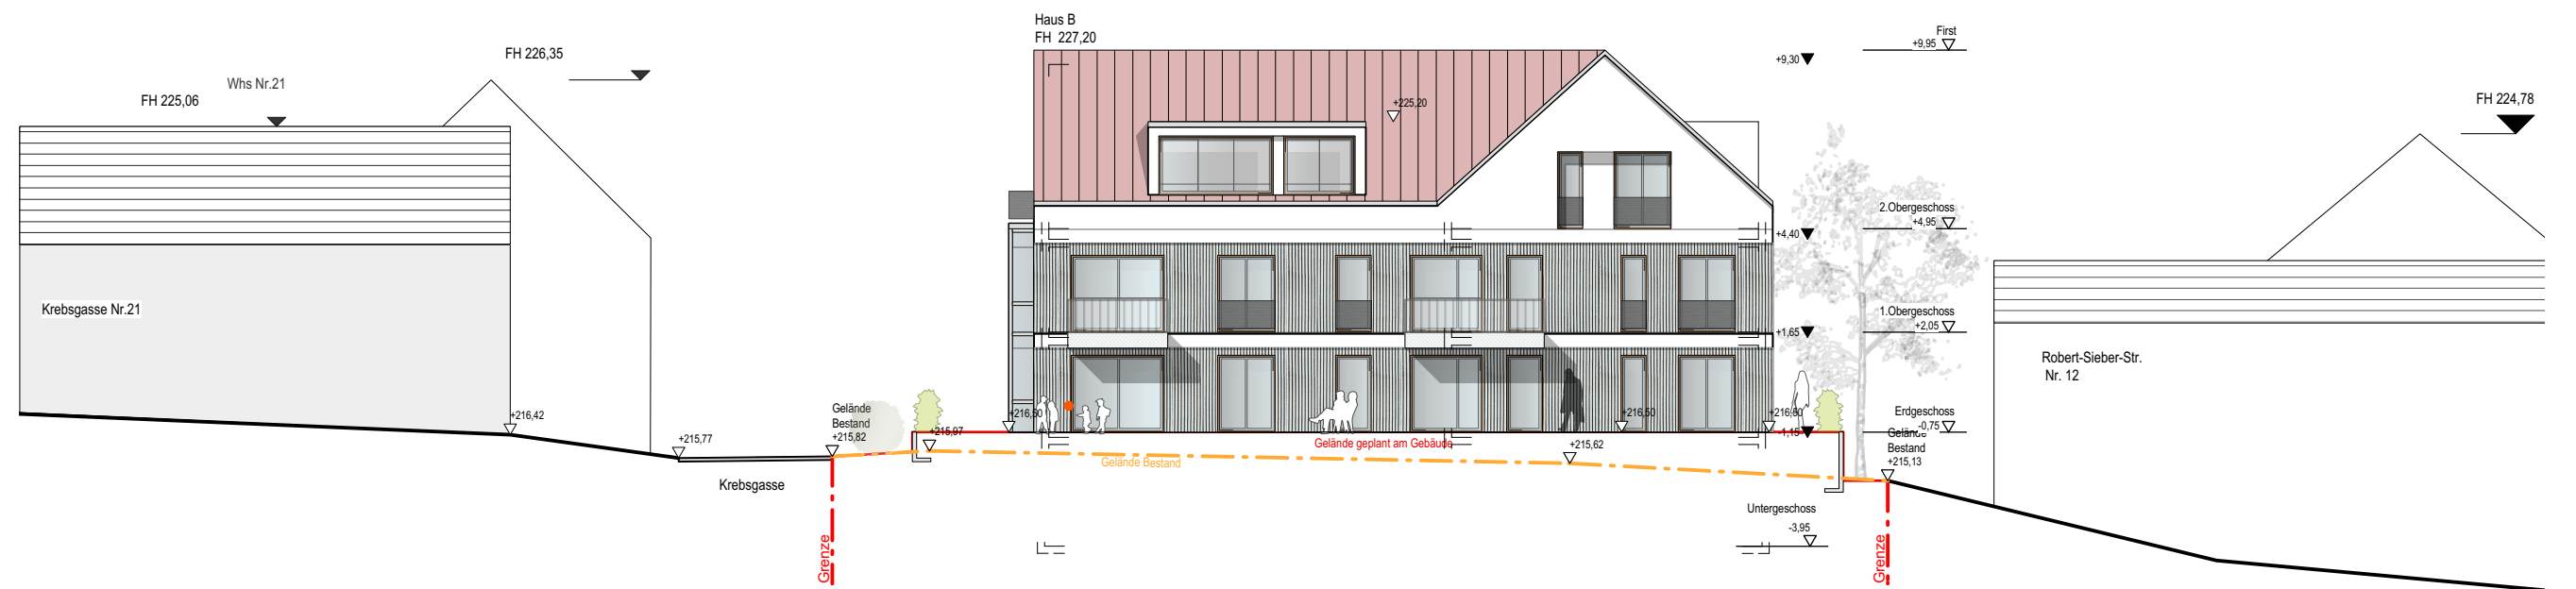 Haus B
FH 227,20
First
+9,95
FH 226,35
+9,30
Whs Nr.21
FH 225,06
FH 224,78
+225,20
2.Obergeschoss
+4,95
+4,40
Krebsgasse Nr.21
1.Obergeschoss
+2,05
+1,65
Robert-Sieber-Str.
Nr. 12
Gelände
Bestand
+215,82
+216,42
+215,77
+215,97
+216,50
+216,50
Erdgeschoss
-0,75
-1,15
Gelände
Bestand
+215,13
Gelände geplant am Gebäude
+215,62
Gelände Bestand
Krebsgasse
Untergeschoss
-3,95
Grenze
Grenze